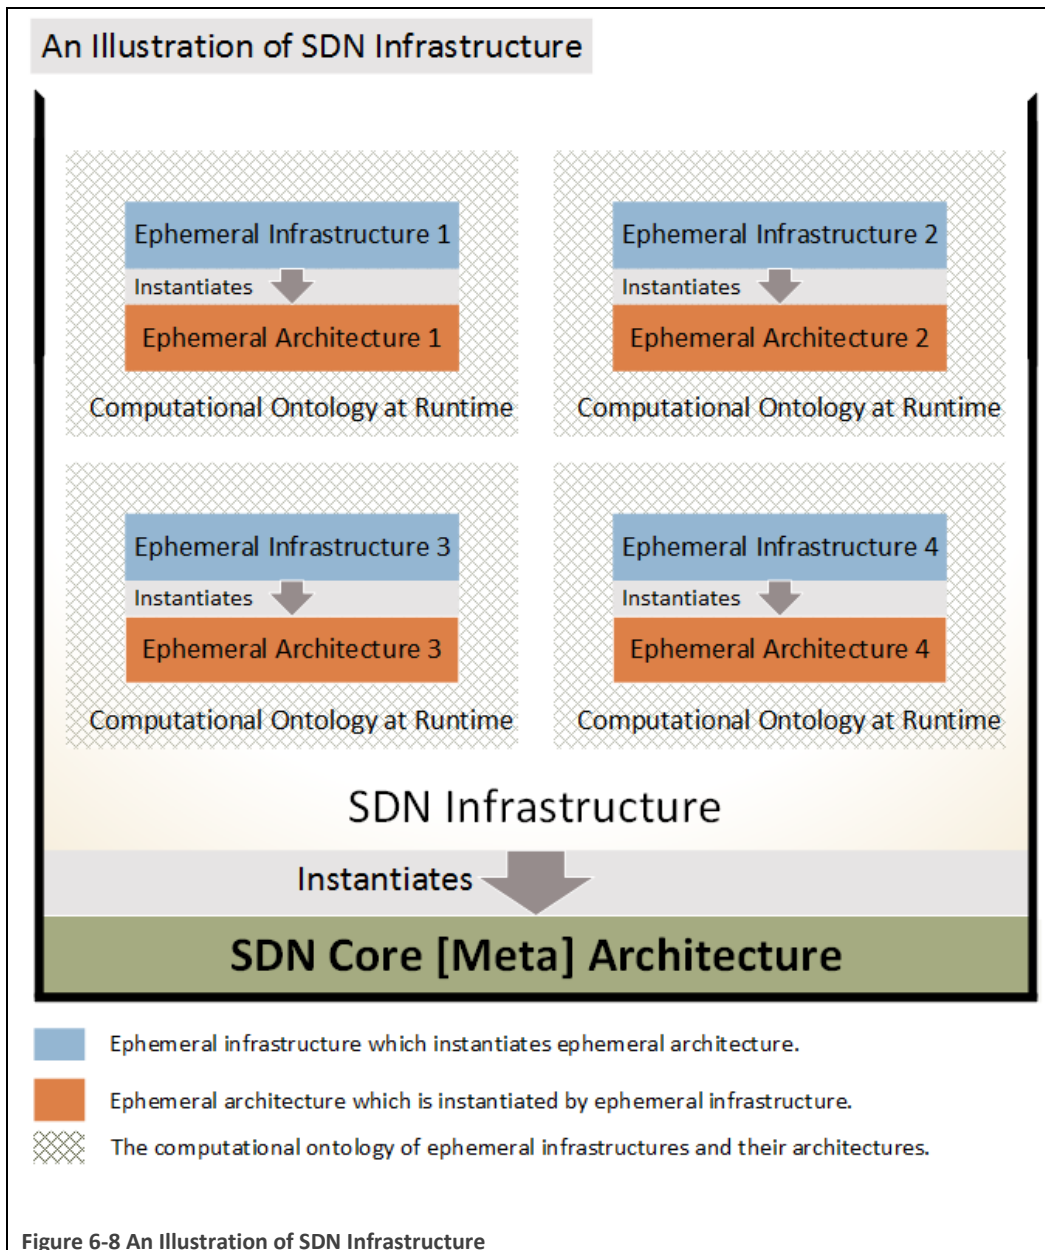 An Illustration of SDN Infrastructure
Ephemeral Infrastructure 1
Instantiates
Ephemeral Architecture 1
Computational Ontology at Runtime
Ephemeral Infrastructure 2
Instantiates
Ephemeral Architecture 2
Computational Ontology at Runtime
Ephemeral Infrastructure 3
Instantiates
Ephemeral Architecture 3
Computational Ontology at Runtime
Ephemeral Infrastructure 4
Instantiates
Ephemeral Architecture 4
Computational Ontology at Runtime
SDN Infrastructure
Instantiates
SDN Core [Meta] Architecture
Ephemeral infrastructure which instantiates ephemeral architecture.
Ephemeral architecture which is instantiated by ephemeral infrastructure.
The computational ontology of ephemeral infrastructures and their architectures.
Figure 6-8 An Illustration of SDN Infrastructure